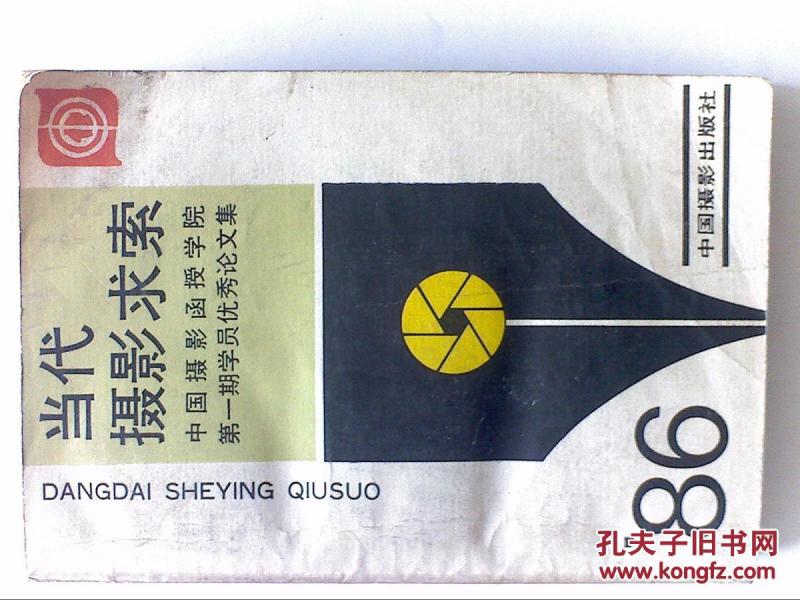 当代
摄影求索
中国摄影函授学院
第一期学员优秀论文集
DANGDAI SHEYING QIUSUO
86
中国摄影出版社
孔夫子旧书网
www.kongfz.com